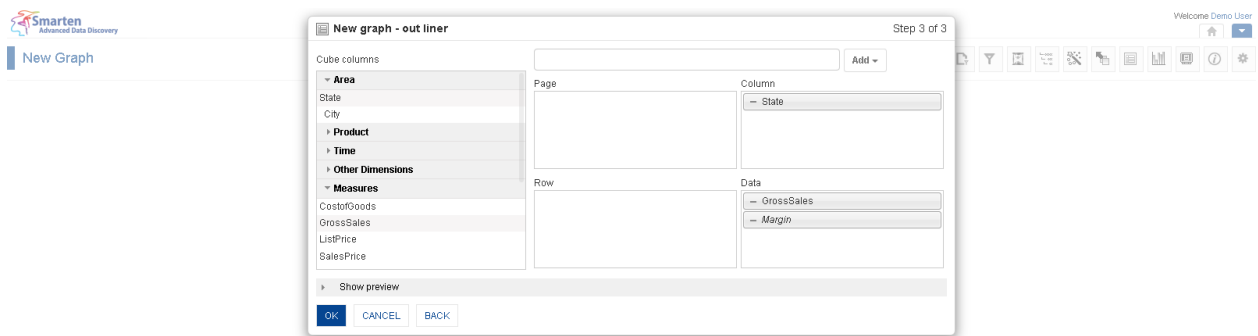 Smarten
Advanced Data Discovery
Welcome Demo User
New Graph
New graph - out liner
Step 3 of 3
Cube columns
Add
Area
State
City
Product
Time
Other Dimensions
Measures
CostofGoods
GrossSales
ListPrice
SalesPrice
Page
Column
State
Row
Data
GrossSales
Margin
Show preview
OK
CANCEL
BACK